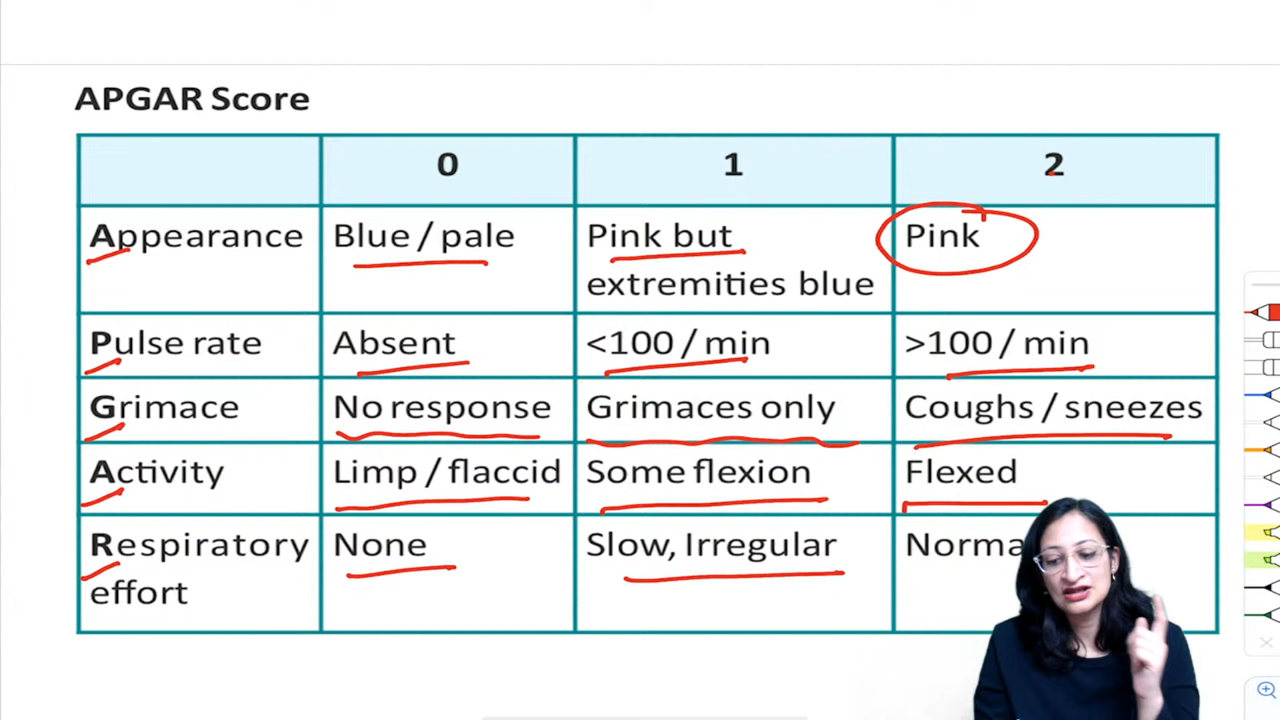 APGAR Score
0 1 2
Appearance Blue / pale Pink but Pink
extremities blue
Pulse rate Absent <100 / min >100 / min
Grimace No response Grimaces only Coughs / sneezes
Activity Limp / flaccid Some flexion Flexed
Respiratory None Slow, Irregular
effort